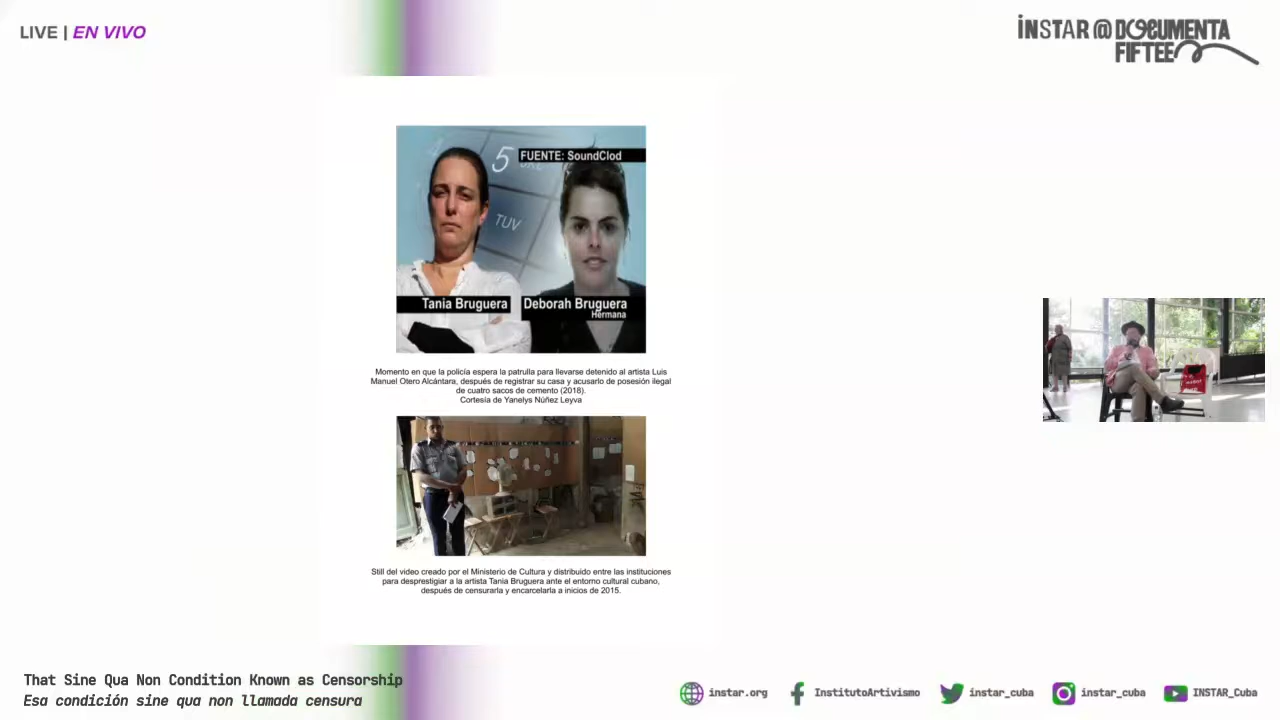 LIVE | EN VIVO
INSTAR @ DOCUMENTA
FIFTEEN
5
TUV
FUENTE: SoundClod
Tania Bruguera
Deborah Bruguera
Hermana
Momento en que la policía espera la patrulla para llevarse detenido al artista Luis
Manuel Otero Alcántara, después de registrar su casa y acusarlo de posesión ilegal
de cuatro sacos de cemento (2018).
Cortesía de Yanelys Núñez Leyva
Still del video creado por el Ministerio de Cultura y distribuido entre las instituciones
para desprestigiar a la artista Tania Bruguera ante el entorno cultural cubano,
después de censurarla y encarcelarla a inicios de 2015.
That Sine Qua Non Condition Known as Censorship
Esa condición sine qua non llamada censura
instar.org
InstitutoArtivismo
instar_cuba
instar_cuba
INSTAR_Cuba